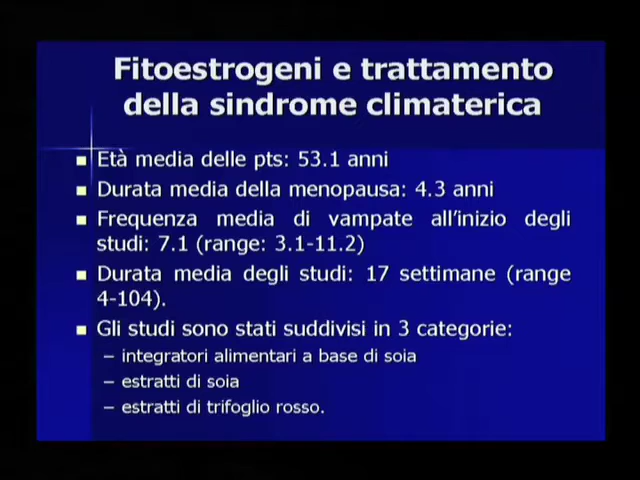 Fitoestrogeni e trattamento
della sindrome climaterica
Età media delle pts: 53.1 anni
Durata media della menopausa: 4.3 anni
Frequenza media di vampate all'inizio degli
studi: 7.1 (range: 3.1-11.2)
Durata media degli studi: 17 settimane (range
4-104).
Gli studi sono stati suddivisi in 3 categorie:
– integratori alimentari a base di soia
– estratti di soia
– estratti di trifoglio rosso.